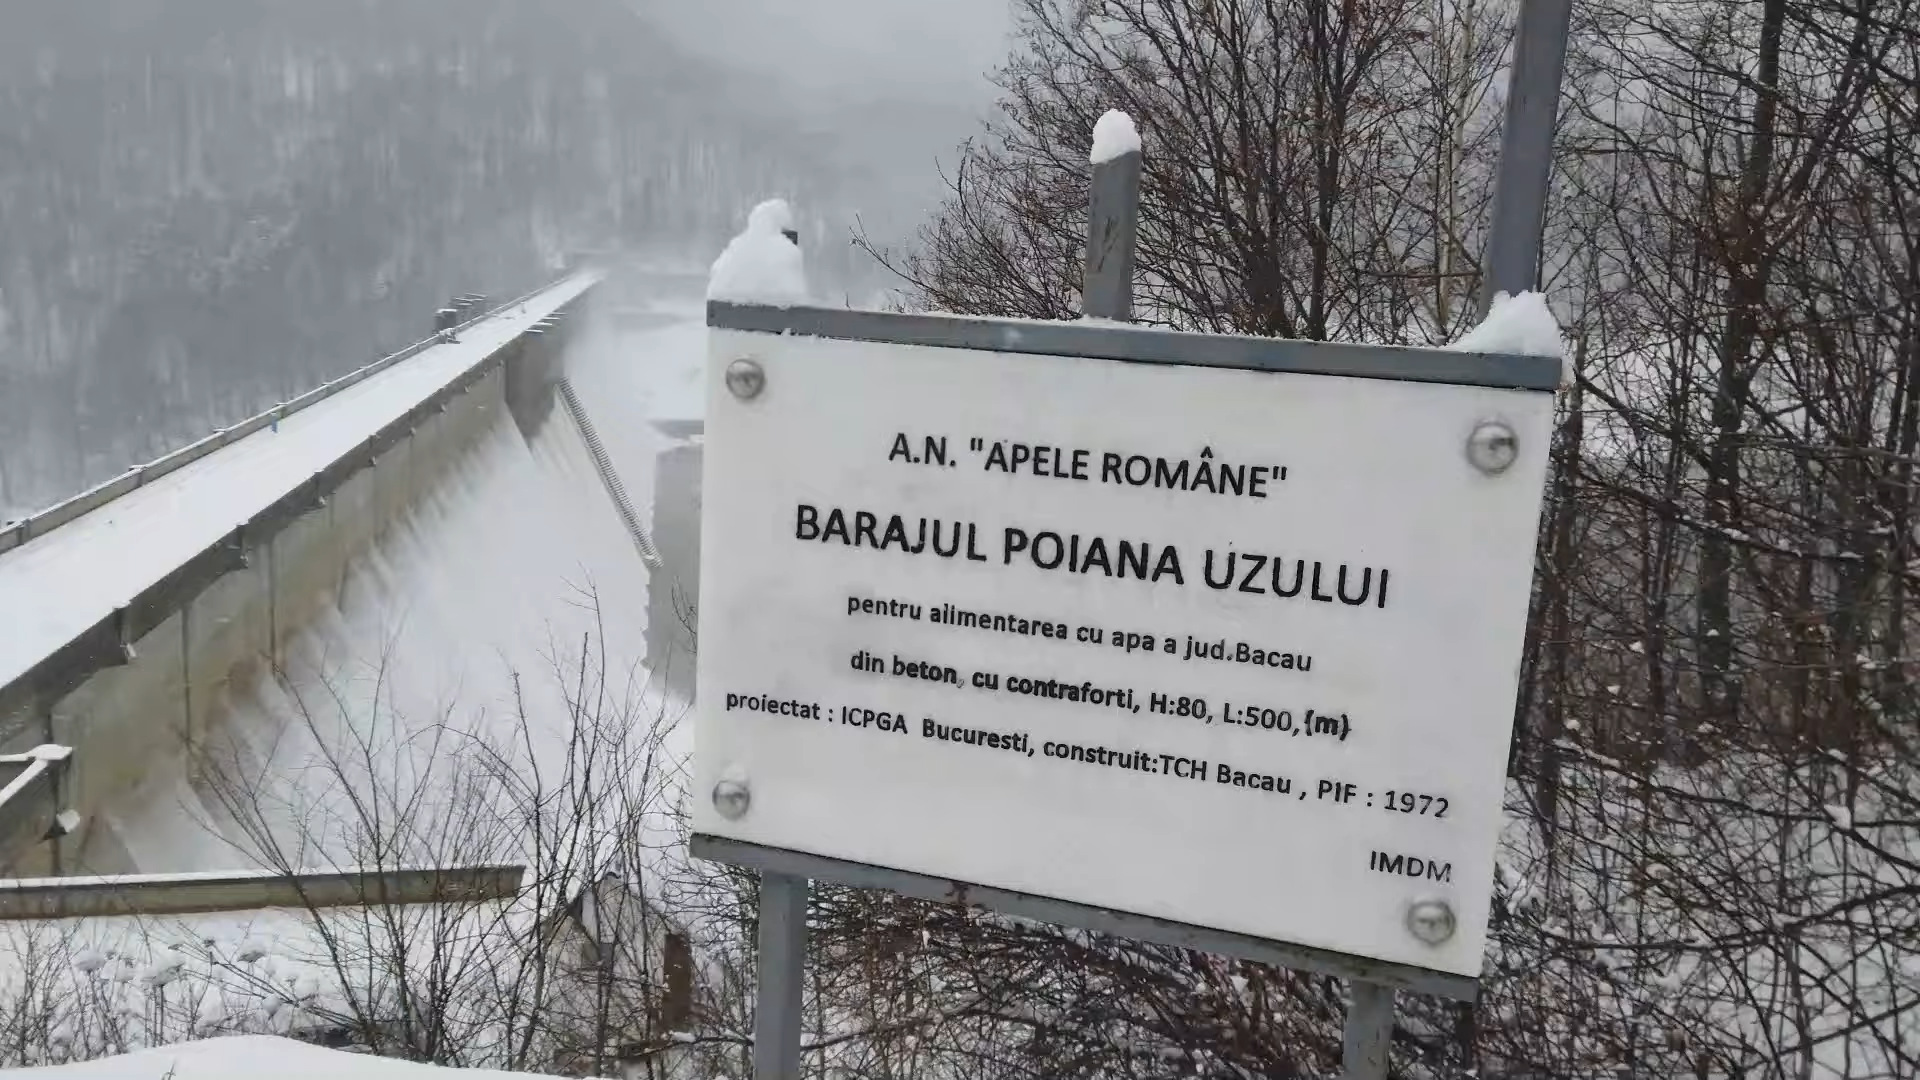 A.N. "APELE ROMÂNE"
BARAJUL POIANA UZULUI
pentru alimentarea cu apa a jud.Bacau
din beton, cu contraforti, H:80, L:500,{m}
proiectat : ICPGA Bucuresti, construit:TCH Bacau , PIF : 1972
IMDM